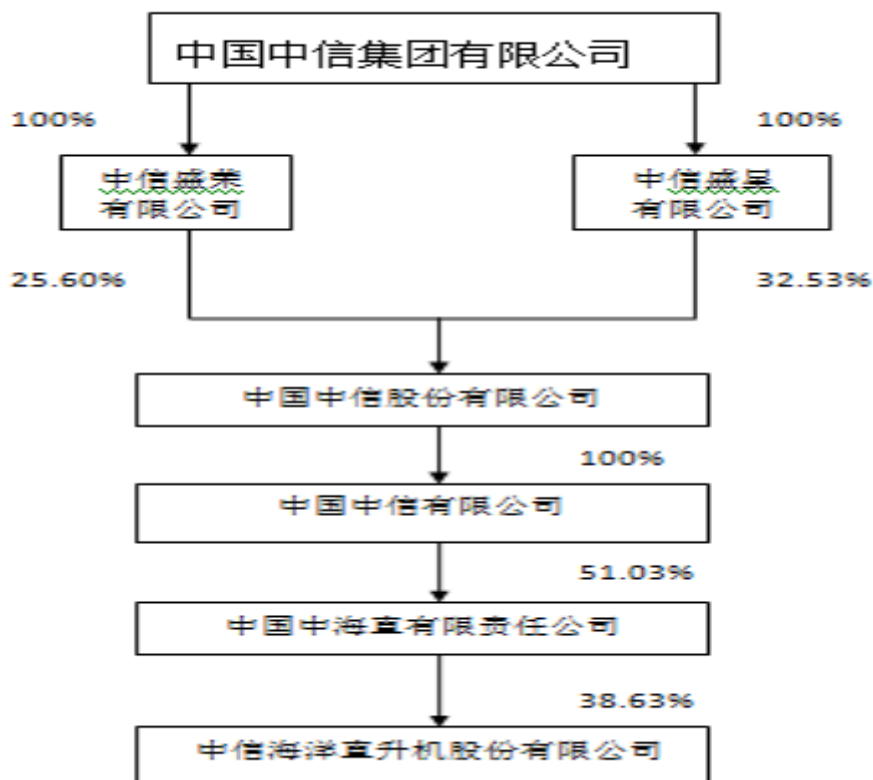 中国中信集团有限公司
100%
100%
中信盛荣
有限公司
中信盛星
有限公司
25.60%
32.53%
中国中信股份有限公司
100%
中国中信有限公司
51.03%
中国中海直有限责任公司
38.63%
中信海洋直升机股份有限公司